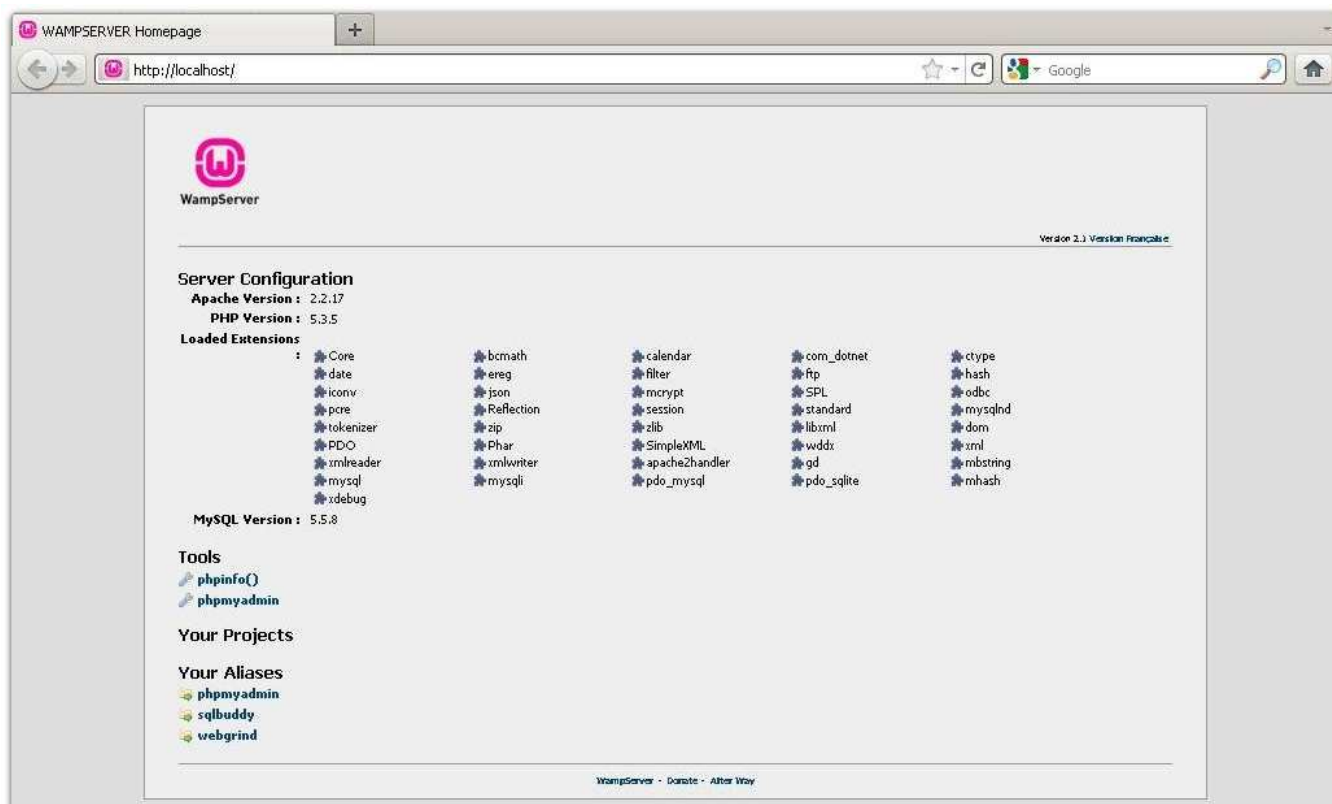 WAMPSERVER Homepage
http://localhost/
Google
WampServer
Version 2.1 Version Française
Server Configuration
Apache Version : 2.2.17
PHP Version : 5.3.5
Loaded Extensions
: Core bcmath calendar com_dotnet ctype
date ereg filter ftp hash
iconv json mcrypt SPL odbc
pcre Reflection session standard mysqlnd
tokenizer zip zlib libxml dom
PDO Phar SimpleXML wddx xml
xmlreader xmlwriter apache2handler gd mbstring
mysql mysqli pdo_mysql pdo_sqlite mhash
xdebug
MySQL Version : 5.5.8
Tools
phpinfo()
phpmyadmin
Your Projects
Your Aliases
phpmyadmin
sqlbuddy
webgrind
WampServer - Donate - Alter Way